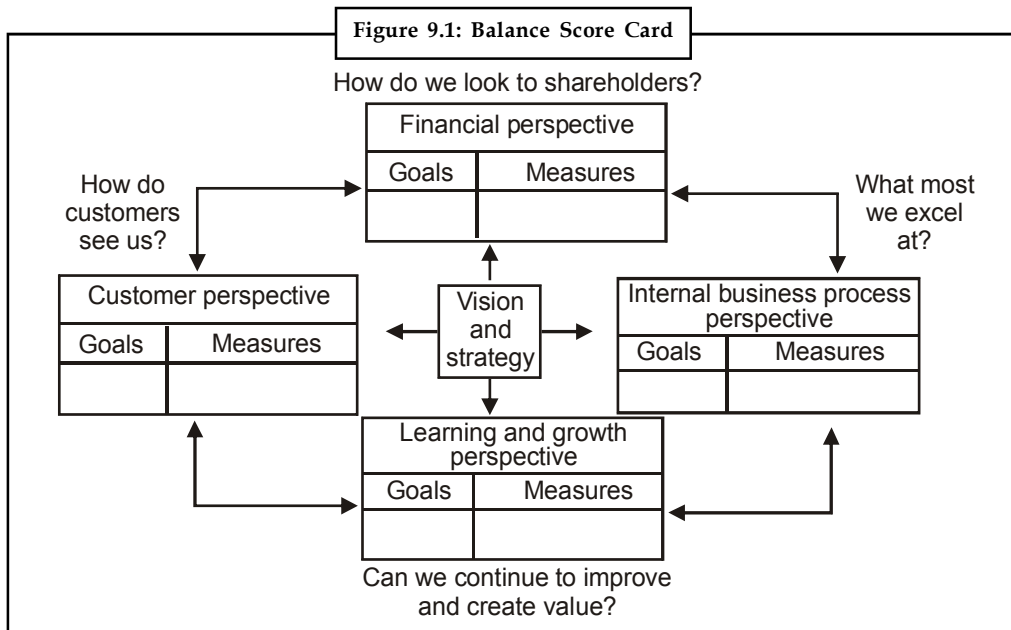 Figure 9.1: Balance Score Card
How do we look to shareholders?
Financial perspective
Goals Measures
How do
customers
see us?
What most
we excel
at?
Customer perspective
Goals Measures
Vision
and
strategy
Internal business process
perspective
Goals Measures
Learning and growth
perspective
Goals Measures
Can we continue to improve
and create value?